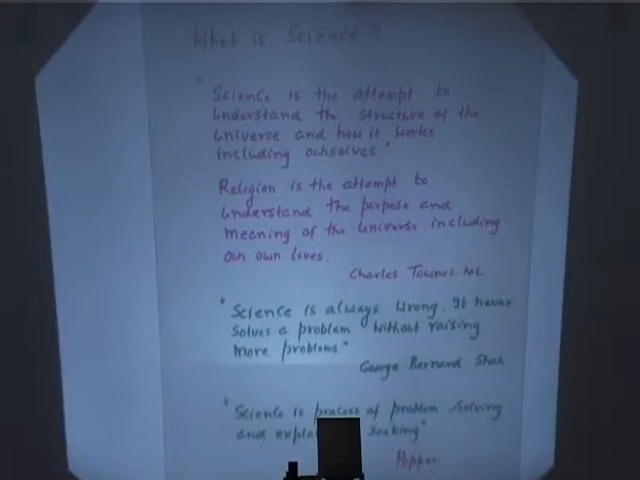 What is Science?
" Science is the attempt to
understand the structure of the
Universe and how it works
including ourselves"
Religion is the attempt to
understand the purpose and
meaning of the Universe including
our own lives.
Charles Townes. NL
" Science is always wrong. It never
solves a problem without raising
more problems"
George Bernard Shah
" Science is process of problem solving
and seeking"
Popper